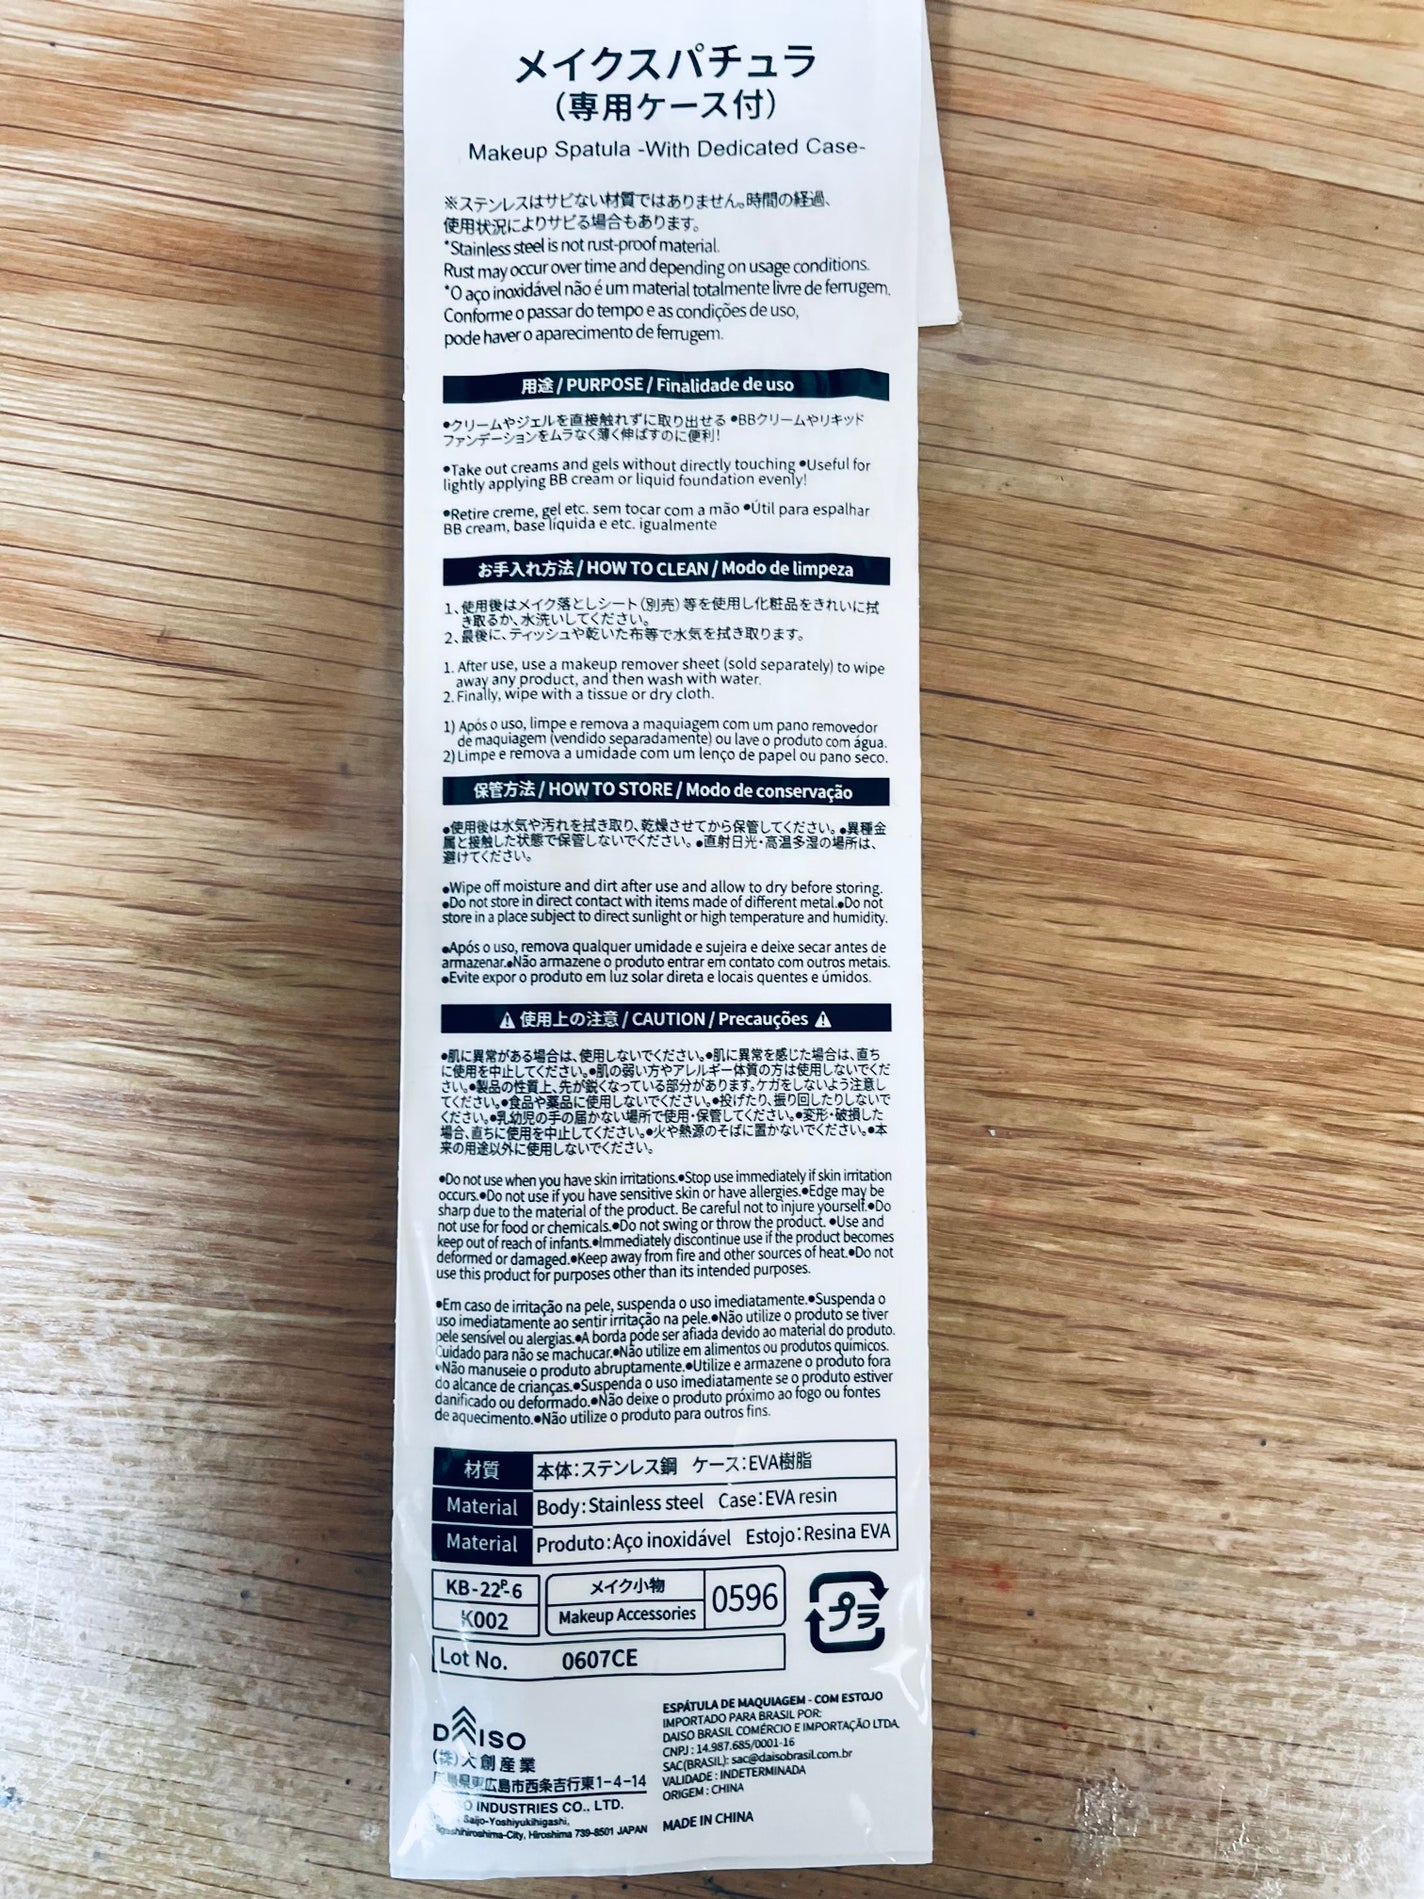 メイクスパチュラ
（専用ケース付）
Makeup Spatula -With Dedicated Case-
※ステンレスはサビない材質ではありません。時間の経過、
使用状況によりサビる場合もあります。
*Stainless steel is not rust-proof material.
Rust may occur over time and depending on usage conditions.
*O aço inoxidável não é um material totalmente livre de ferrugem.
Conforme o passar do tempo e as condições de uso,
pode haver o aparecimento de ferrugem.
用途 / PURPOSE / Finalidade de uso
●クリームやジェルを直接触れずに取り出せる ●BBクリームやリキッド
ファンデーションをムラなく薄く伸ばすのに便利！
●Take out creams and gels without directly touching ●Useful for
lightly applying BB cream or liquid foundation evenly!
●Retire creme, gel etc. sem tocar com a mão ●Útil para espalhar
BB cream, base líquida e etc. igualmente
お手入れ方法 / HOW TO CLEAN / Modo de limpeza
1、使用後はメイク落としシート（別売）等を使用し化粧品をきれいに拭
き取るか、水洗いしてください。
2、最後に、ティッシュや乾いた布等で水気を拭き取ります。
1. After use, use a makeup remover sheet (sold separately) to wipe
away any product, and then wash with water.
2. Finally, wipe with a tissue or dry cloth.
1) Após o uso, limpe e remova a maquiagem com um pano removedor
de maquiagem (vendido separadamente) ou lave o produto com água.
2) Limpe e remova a umidade com um lenço de papel ou pano seco.
保管方法 / HOW TO STORE / Modo de conservação
●使用後は水気や汚れを拭き取り、乾燥させてから保管してください。●異種金
属と接触した状態で保管しないでください。●直射日光・高温多湿の場所は、
避けてください。
●Wipe off moisture and dirt after use and allow to dry before storing.
●Do not store in direct contact with items made of different metal.●Do not
store in a place subject to direct sunlight or high temperature and humidity.
●Após o uso, remova qualquer umidade e sujeira e deixe secar antes de
armazenar.●Não armazene o produto entrar em contato com outros metais.
●Evite expor o produto em luz solar direta e locais quentes e úmidos.
⚠ 使用上の注意 / CAUTION / Precauções ⚠
●肌に異常がある場合は、使用しないでください。●肌に異常を感じた場合は、直ち
に使用を中止してください。●肌の弱い方やアレルギー体質の方は使用しないでくだ
さい。●製品の性質上、先が鋭くなっている部分があります。ケガをしないよう注意し
てください。●食品や薬品に使用しないでください。●投げたり、振り回したりしないで
ください。●乳幼児の手の届かない場所で使用・保管してください。●変形・破損した
場合、直ちに使用を中止してください。●火や熱源のそばに置かないでください。●本
来の用途以外に使用しないでください。
●Do not use when you have skin irritations.●Stop use immediately if skin irritation
occurs.●Do not use if you have sensitive skin or have allergies.●Edge may be
sharp due to the material of the product. Be careful not to injure yourself.●Do
not use for food or chemicals.●Do not swing or throw the product. ●Use and
keep out of reach of infants.●Immediately discontinue use if the product becomes
deformed or damaged.●Keep away from fire and other sources of heat.●Do not
use this product for purposes other than its intended purposes.
●Em caso de irritação na pele, suspenda o uso imediatamente.●Suspenda o
uso imediatamente ao sentir irritação na pele.●Não utilize o produto se tiver
pele sensível ou alergias.●A borda pode ser afiada devido ao material do produto.
Cuidado para não se machucar.●Não utilize em alimentos ou produtos químicos.
●Não manuseie o produto abruptamente.●Utilize e armazene o produto fora
do alcance de crianças.●Suspenda o uso imediatamente se o produto estiver
danificado ou deformado.●Não deixe o produto próximo ao fogo ou fontes
de aquecimento.●Não utilize o produto para outros fins.
材質 本体：ステンレス鋼 ケース：EVA樹脂
Material Body：Stainless steel Case：EVA resin
Material Produto：Aço inoxidável Estojo：Resina EVA
KB-22P-6
K002
メイク小物
Makeup Accessories
0596
プラ
Lot No. 0607CE
DAISO
（株）大創産業
広島県東広島市西条吉行東1-4-14
INDUSTRIES CO., LTD.
Saijo-Yoshiyukihigashi,
Higashihiroshima-City, Hiroshima 739-8501 JAPAN
ESPÁTULA DE MAQUIAGEM - COM ESTOJO
IMPORTADO PARA BRASIL POR:
DAISO BRASIL COMÉRCIO E IMPORTAÇÃO LTDA.
CNPJ : 14.987.685/0001-16
SAC(BRASIL): sac@daisobrasil.com.br
VALIDADE : INDETERMINADA
ORIGEM : CHINA
MADE IN CHINA